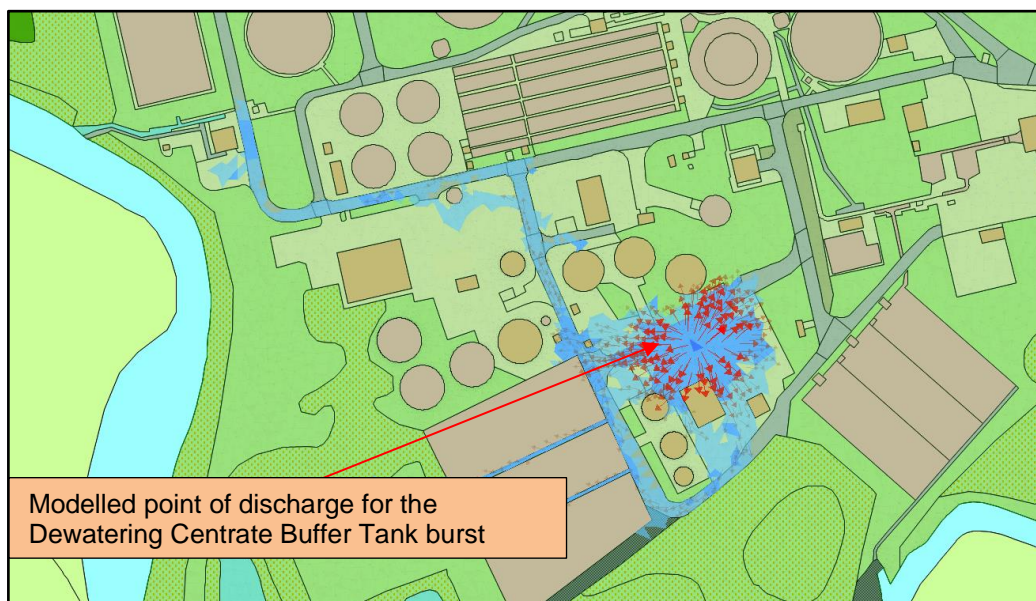 Modelled point of discharge for the
Dewatering Centrate Buffer Tank burst